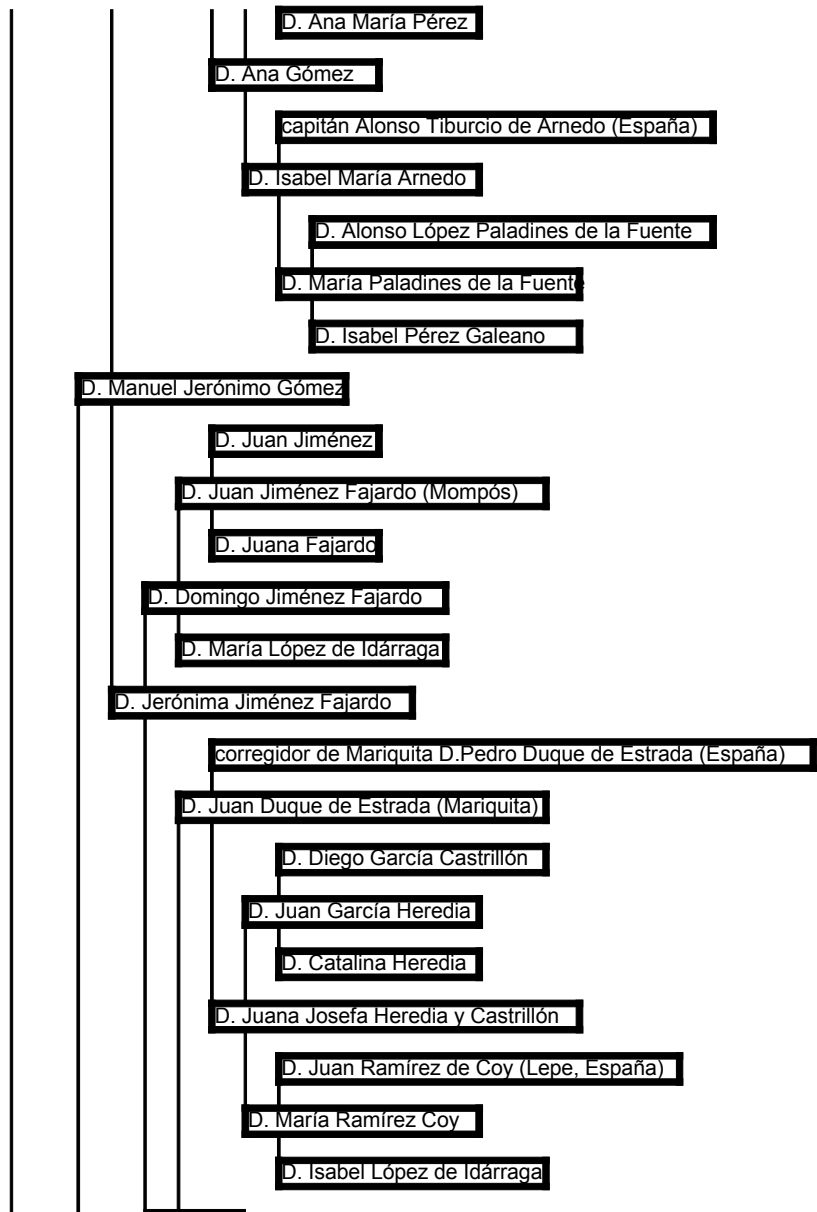 D. Ana María Pérez
D. Ana Gómez
capitán Alonso Tiburcio de Arnedo (España)
D. Isabel María Arnedo
D. Alonso López Paladines de la Fuente
D. María Paladines de la Fuente
D. Isabel Pérez Galeano
D. Manuel Jerónimo Gómez
D. Juan Jiménez
D. Juan Jiménez Fajardo (Mompós)
D. Juana Fajardo
D. Domingo Jiménez Fajardo
D. María López de Idárraga
D. Jerónima Jiménez Fajardo
corregidor de Mariquita D.Pedro Duque de Estrada (España)
D. Juan Duque de Estrada (Mariquita)
D. Diego García Castrillón
D. Juan García Heredia
D. Catalina Heredia
D. Juana Josefa Heredia y Castrillón
D. Juan Ramírez de Coy (Lepe, España)
D. María Ramírez Coy
D. Isabel López de Idárraga